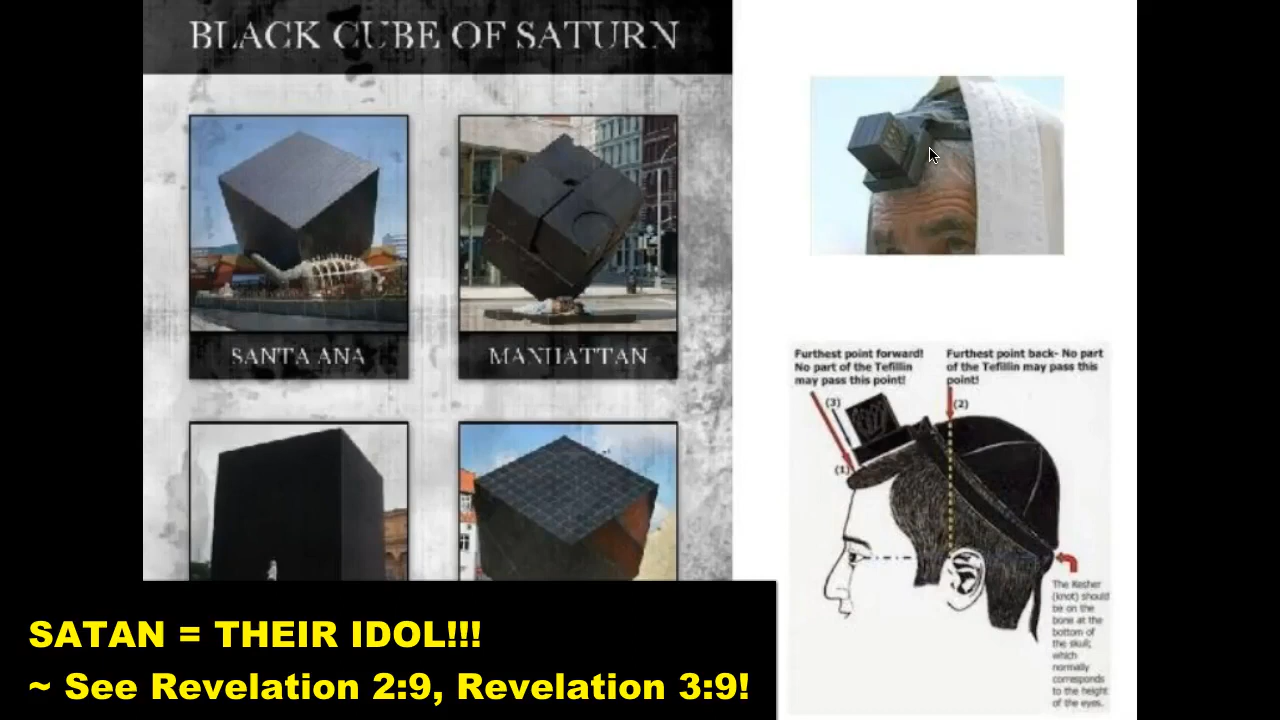 BLACK CUBE OF SATURN
SANTA ANA
MANHATTAN
Furthest point forward!
No part of the Tefillin
may pass this point!
Furthest point back- No part
of the Tefillin may pass this
point!
(3)
(2)
(1)
The Kesher
(knot) should
be on the
bone at the
bottom of
the skull;
which
normally
corresponds
to the height
of the eyes.
SATAN = THEIR IDOL!!!
~ See Revelation 2:9, Revelation 3:9!